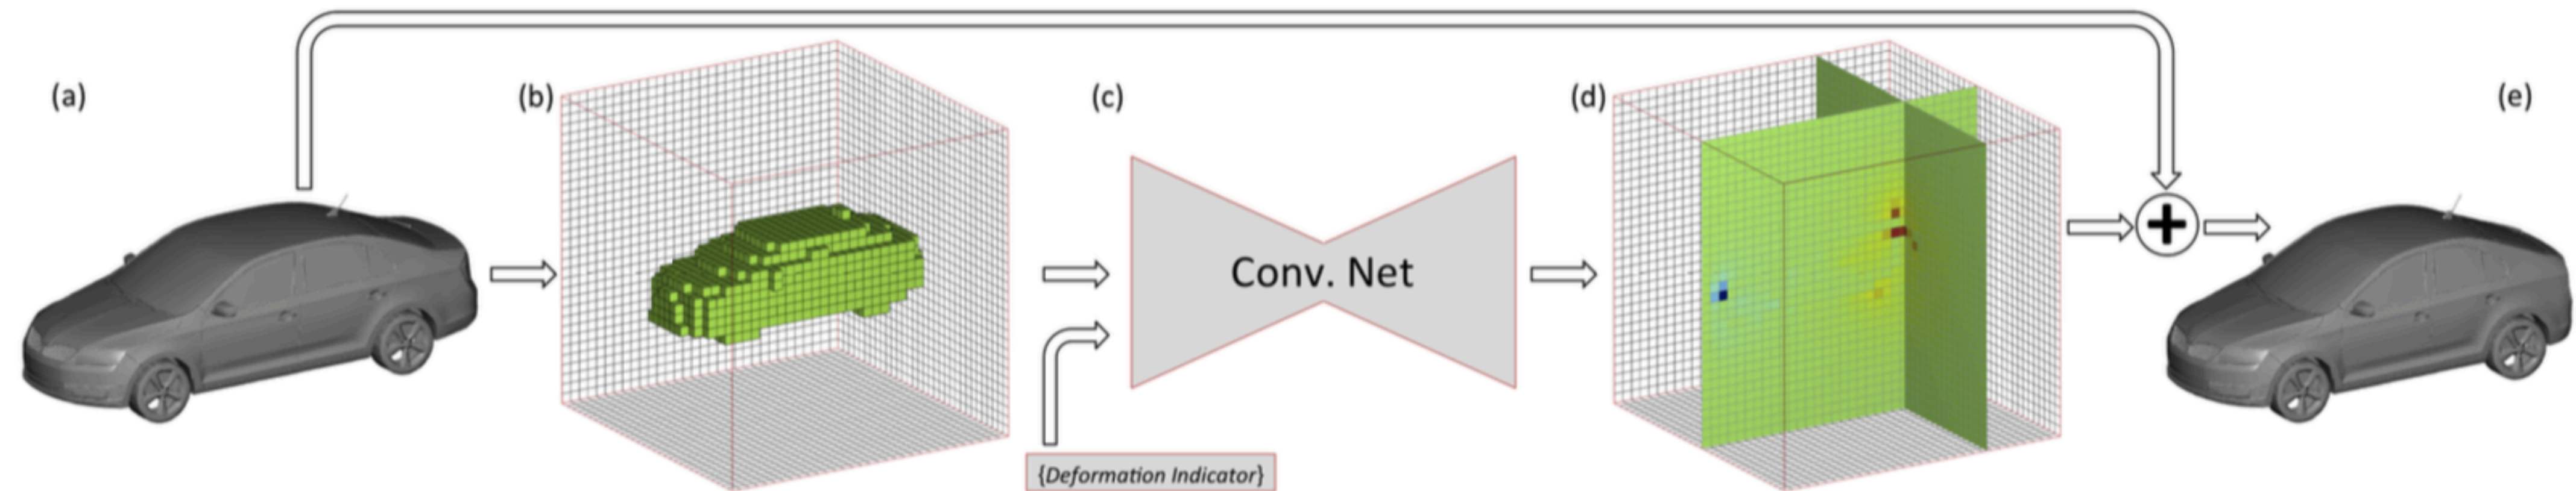 (a)
(b)
(c)
(d)
(e)
Conv. Net
{Deformation Indicator}